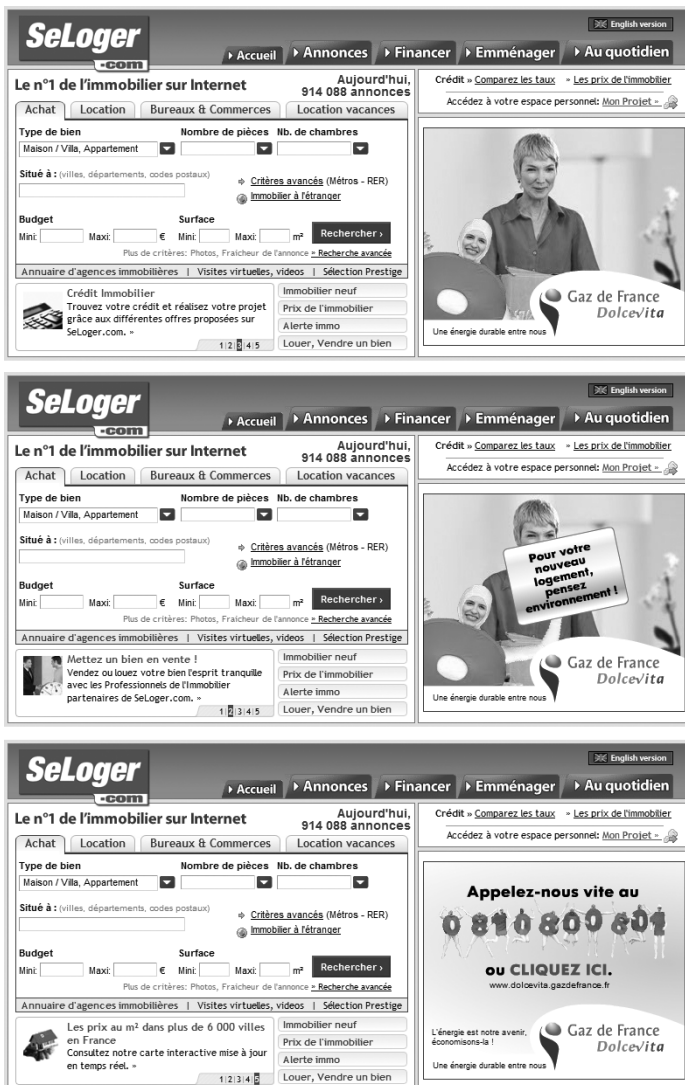 SeLoger
.com
English version
Accueil Annonces Financer Emménager Au quotidien
Le n°1 de l'immobilier sur Internet
Aujourd'hui,
914 088 annonces
Achat Location Bureaux & Commerces Location vacances
Type de bien Nombre de pièces Nb. de chambres
Maison / Villa, Appartement
Situé à : (villes, départements, codes postaux)
Critères avancés (Métros - RER)
Immobilier à l'étranger
Budget Surface
Mini: Maxi: € Mini: Maxi: m² Rechercher ›
Plus de critères: Photos, Fraîcheur de l'annonce » Recherche avancée
Annuaire d'agences immobilières | Visites virtuelles, videos | Sélection Prestige
Crédit Immobilier
Trouvez votre crédit et réalisez votre projet
grâce aux différentes offres proposées sur
SeLoger.com. »
1|2|3|4|5
Immobilier neuf
Prix de l'immobilier
Alerte immo
Louer, Vendre un bien
Crédit » Comparez les taux » Les prix de l'immobilier
Accédez à votre espace personnel: Mon Projet »
Gaz de France
Dolcevita
Une énergie durable entre nous
SeLoger
.com
English version
Accueil Annonces Financer Emménager Au quotidien
Le n°1 de l'immobilier sur Internet
Aujourd'hui,
914 088 annonces
Achat Location Bureaux & Commerces Location vacances
Type de bien Nombre de pièces Nb. de chambres
Maison / Villa, Appartement
Situé à : (villes, départements, codes postaux)
Critères avancés (Métros - RER)
Immobilier à l'étranger
Budget Surface
Mini: Maxi: € Mini: Maxi: m² Rechercher ›
Plus de critères: Photos, Fraîcheur de l'annonce » Recherche avancée
Annuaire d'agences immobilières | Visites virtuelles, videos | Sélection Prestige
Mettez un bien en vente !
Vendez ou louez votre bien l'esprit tranquille
avec les Professionnels de l'Immobilier
partenaires de SeLoger.com. »
1|2|3|4|5
Immobilier neuf
Prix de l'immobilier
Alerte immo
Louer, Vendre un bien
Crédit » Comparez les taux » Les prix de l'immobilier
Accédez à votre espace personnel: Mon Projet »
Pour votre
nouveau
logement,
pensez
environnement !
Gaz de France
Dolcevita
Une énergie durable entre nous
SeLoger
.com
English version
Accueil Annonces Financer Emménager Au quotidien
Le n°1 de l'immobilier sur Internet
Aujourd'hui,
914 088 annonces
Achat Location Bureaux & Commerces Location vacances
Type de bien Nombre de pièces Nb. de chambres
Maison / Villa, Appartement
Situé à : (villes, départements, codes postaux)
Critères avancés (Métros - RER)
Immobilier à l'étranger
Budget Surface
Mini: Maxi: € Mini: Maxi: m² Rechercher ›
Plus de critères: Photos, Fraîcheur de l'annonce » Recherche avancée
Annuaire d'agences immobilières | Visites virtuelles, videos | Sélection Prestige
Les prix au m² dans plus de 6 000 villes
en France
Consultez notre carte interactive mise à jour
en temps réel. »
1|2|3|4|5
Immobilier neuf
Prix de l'immobilier
Alerte immo
Louer, Vendre un bien
Crédit » Comparez les taux » Les prix de l'immobilier
Accédez à votre espace personnel: Mon Projet »
Appelez-nous vite au
0810800801
ou CLIQUEZ ICI.
www.dolcevita.gazdefrance.fr
L'énergie est notre avenir,
économisons-la !
Gaz de France
Dolcevita
Une énergie durable entre nous